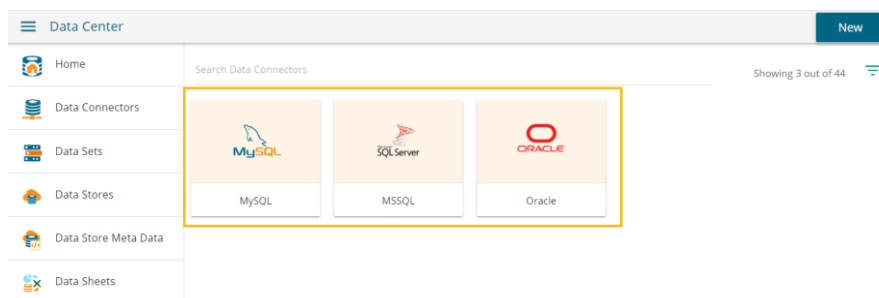 Data Center
New
Home
Data Connectors
Data Sets
Data Stores
Data Store Meta Data
Data Sheets
Search Data Connectors
Showing 3 out of 44
MySQL
SQL Server
ORACLE
MySQL
MSSQL
Oracle